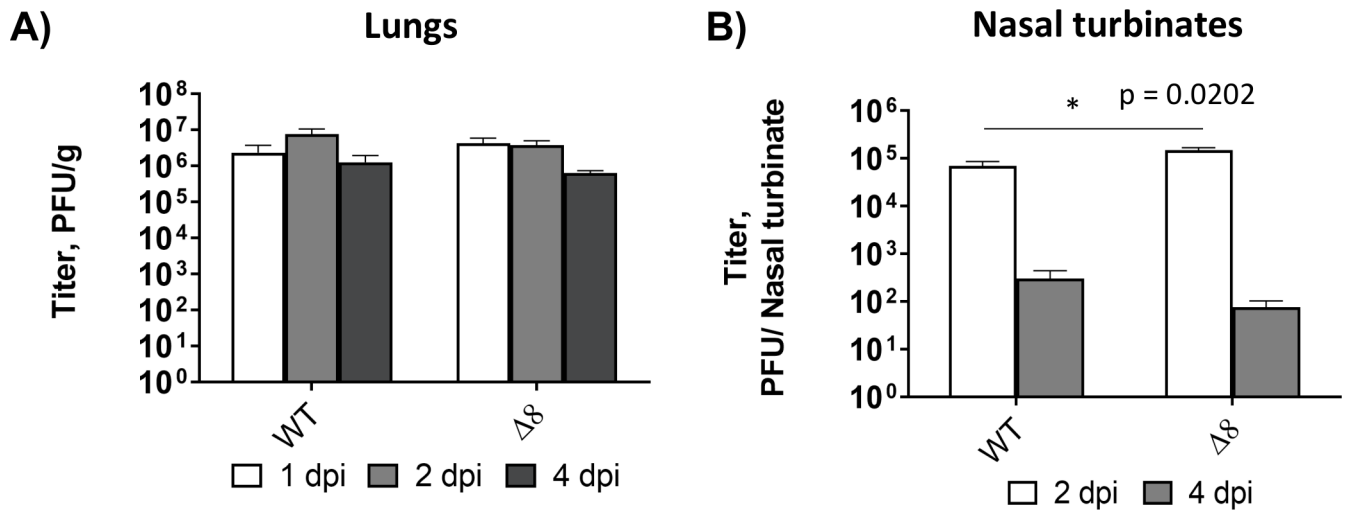 A)
Lungs
Titer, PFU/g
10⁸
10⁷
10⁶
10⁵
10⁴
10³
10²
10¹
10⁰
WT
Δ8
1 dpi 2 dpi 4 dpi
B)
Nasal turbinates
* p = 0.0202
Titer,
PFU/ Nasal turbinate
10⁶
10⁵
10⁴
10³
10²
10¹
10⁰
WT
Δ8
2 dpi 4 dpi